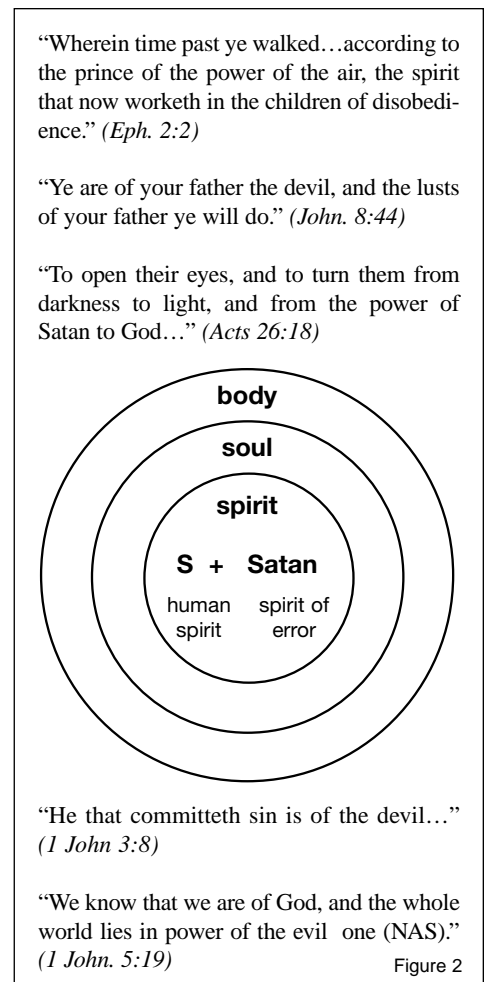 “Wherein time past ye walked…according to
the prince of the power of the air, the spirit
that now worketh in the children of disobedi-
ence.” (Eph. 2:2)
“Ye are of your father the devil, and the lusts
of your father ye will do.” (John. 8:44)
“To open their eyes, and to turn them from
darkness to light, and from the power of
Satan to God…” (Acts 26:18)
body
soul
spirit
S + Satan
human spirit of
spirit error
“He that committeth sin is of the devil…”
(1 John 3:8)
“We know that we are of God, and the whole
world lies in power of the evil one (NAS).”
(1 John. 5:19)
Figure 2